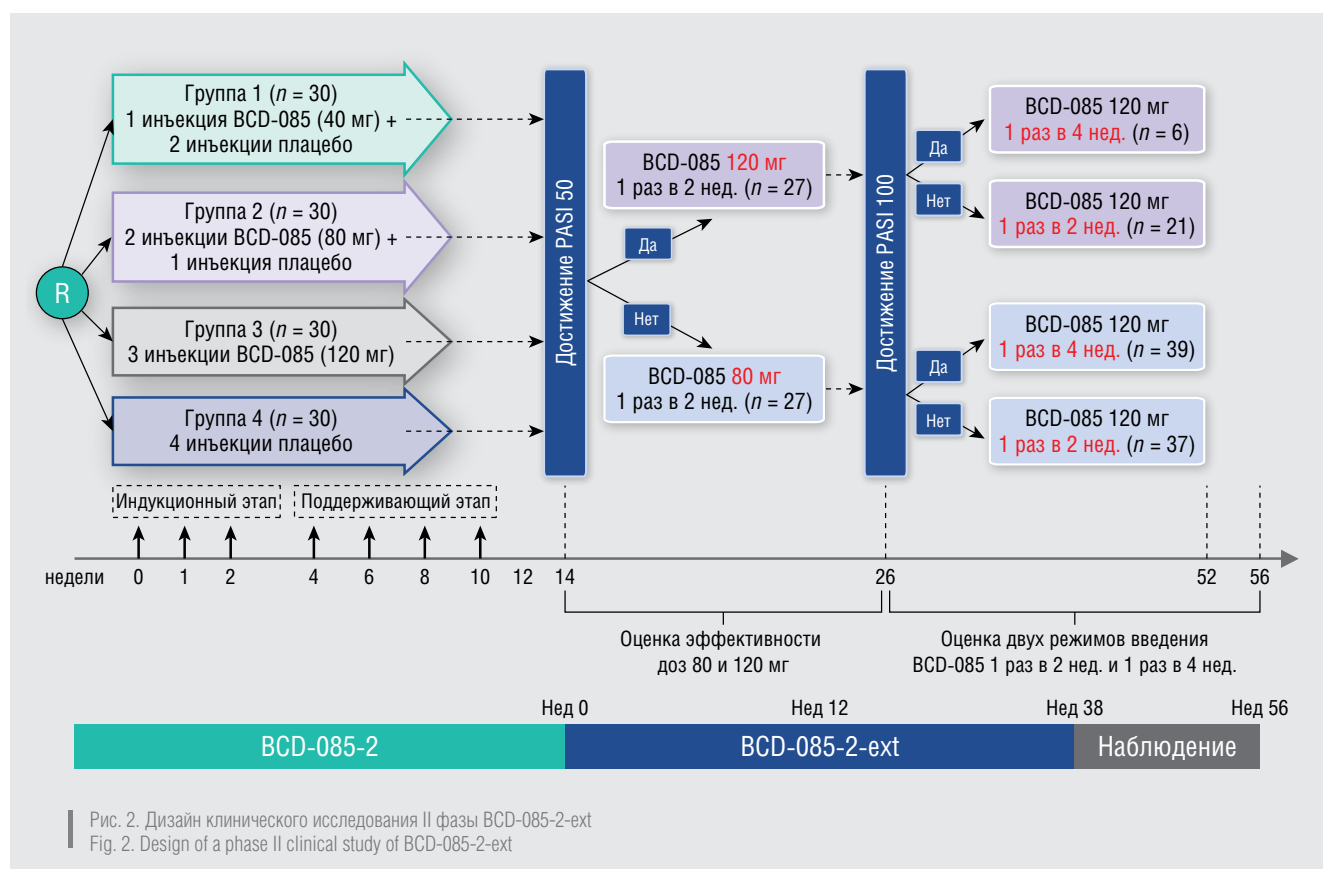 Группа 1 (n = 30)
1 инъекция BCD-085 (40 мг) +
2 инъекции плацебо
Группа 2 (n = 30)
2 инъекции BCD-085 (80 мг) +
1 инъекция плацебо
R
Группа 3 (n = 30)
3 инъекции BCD-085 (120 мг)
Группа 4 (n = 30)
4 инъекции плацебо
Достижение PASI 50
BCD-085 120 мг
1 раз в 2 нед. (n = 27)
Да
Нет
BCD-085 80 мг
1 раз в 2 нед. (n = 27)
Достижение PASI 100
Да
Нет
BCD-085 120 мг
1 раз в 4 нед. (n = 6)
BCD-085 120 мг
1 раз в 2 нед. (n = 21)
Да
Нет
BCD-085 120 мг
1 раз в 4 нед. (n = 39)
BCD-085 120 мг
1 раз в 2 нед. (n = 37)
Индукционный этап
Поддерживающий этап
недели 0 1 2 4 6 8 10 12 14 26 52 56
Оценка эффективности
доз 80 и 120 мг
Оценка двух режимов введения
BCD-085 1 раз в 2 нед. и 1 раз в 4 нед.
Нед 0 Нед 12 Нед 38 Нед 56
BCD-085-2 BCD-085-2-ext Наблюдение
Рис. 2. Дизайн клинического исследования II фазы BCD-085-2-ext
Fig. 2. Design of a phase II clinical study of BCD-085-2-ext